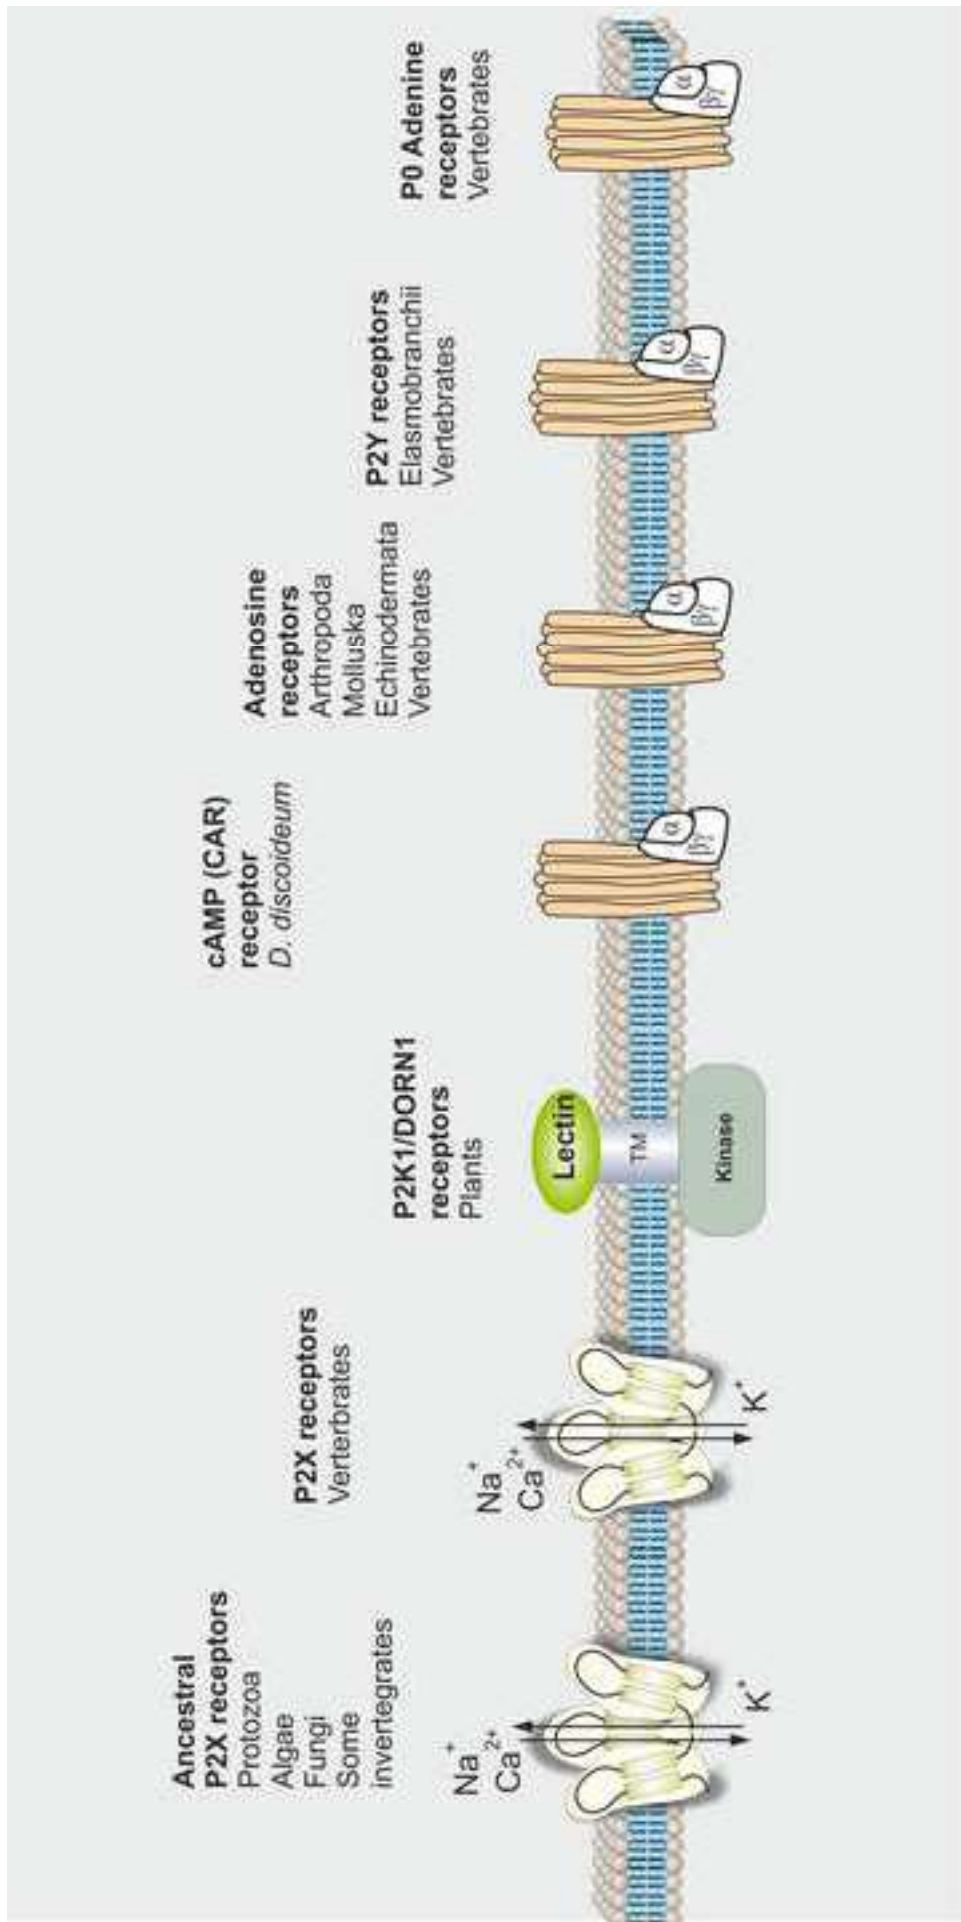 Ancestral
P2X receptors
Protozoa
Algae
Fungi
Some
invertegrates
Na+
Ca2+
K+
P2X receptors
Verterbrates
Na+
Ca2+
K+
P2K1/DORN1
receptors
Plants
Lectin
TM
Kinase
cAMP (CAR)
receptor
D. discoideum
α
βγ
Adenosine
receptors
Arthropoda
Molluska
Echinodermata
Vertebrates
α
βγ
P2Y receptors
Elasmobranchii
Vertebrates
α
βγ
P0 Adenine
receptors
Vertebrates
α
βγ